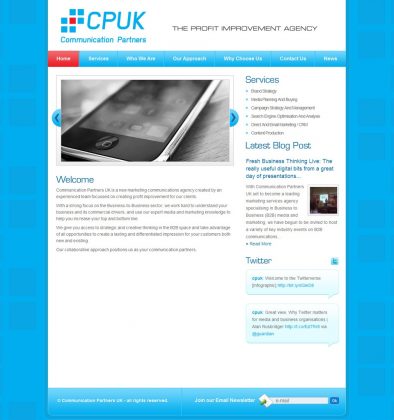 CPUK
Communication Partners
THE PROFIT IMPROVEMENT AGENCY
Home Services Who We Are Our Approach Why Choose Us Contact Us News
Services
Brand Strategy
Media Planning And Buying
Campaign Strategy And Management
Search Engine Optimisation And Analysis
Direct And Email Marketing / CRM
Content Production
Latest Blog Post
Fresh Business Thinking Live: The
really useful digital bits from a great
day of presentations...
With Communication Partners
UK set to become a leading
marketing services agency
specialising in Business to
Business (B2B) media and
marketing, we have begun to be invited to host
a variety of key industry events on B2B
communications...
Read More
Welcome
Communication Partners UK is a new marketing communications agency created by an
experienced team focused on creating profit improvement for our clients.
With a strong focus on the Business to Business sector, we work hard to understand your
business and its commercial drivers, and use our expert media and marketing knowledge to
help you increase your top and bottom line.
We give you access to strategic and creative thinking in the B2B space and take advantage
of all opportunities to create a lasting and differentiated impression for your customers both
new and existing.
Our collaborative approach positions us as your communication partners.
Twitter
cpuk Welcome to the Twitterverse
[Infographic]
cpuk Great view. Why Twitter matters
for media and business organisations |
Alan Rusbridger via
@guardian
© Communication Partners UK - all rights reserved.
Join our Email Newsletter e-mail Ok